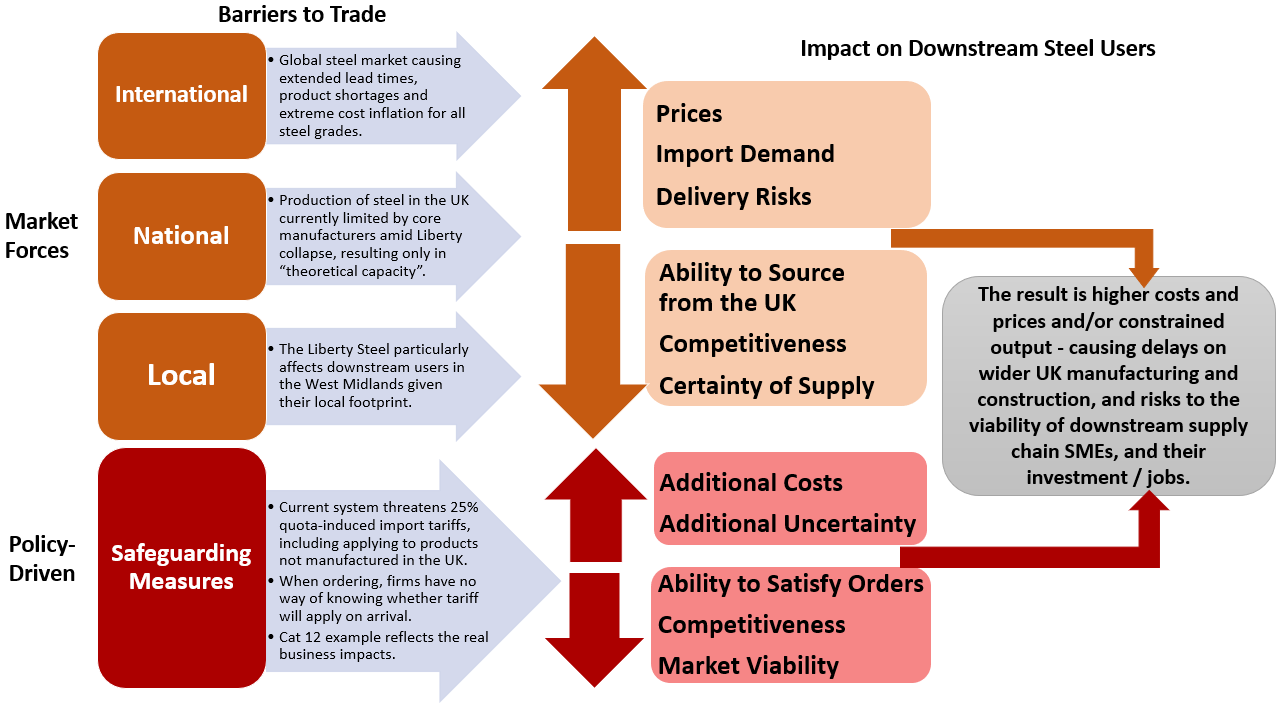 Barriers to Trade
Impact on Downstream Steel Users
Market
Forces
International
• Global steel market causing
extended lead times,
product shortages and
extreme cost inflation for all
steel grades.
National
• Production of steel in the UK
currently limited by core
manufacturers amid Liberty
collapse, resulting only in
“theoretical capacity”.
Local
• The Liberty Steel particularly
affects downstream users in
the West Midlands given
their local footprint.
Prices
Import Demand
Delivery Risks
Ability to Source
from the UK
Competitiveness
Certainty of Supply
Policy-
Driven
Safeguarding
Measures
• Current system threatens 25%
quota-induced import tariffs,
including applying to products
not manufactured in the UK.
• When ordering, firms have no
way of knowing whether tariff
will apply on arrival.
• Cat 12 example reflects the real
business impacts.
Additional Costs
Additional Uncertainty
Ability to Satisfy Orders
Competitiveness
Market Viability
The result is higher costs and
prices and/or constrained
output - causing delays on
wider UK manufacturing and
construction, and risks to the
viability of downstream supply
chain SMEs, and their
investment / jobs.